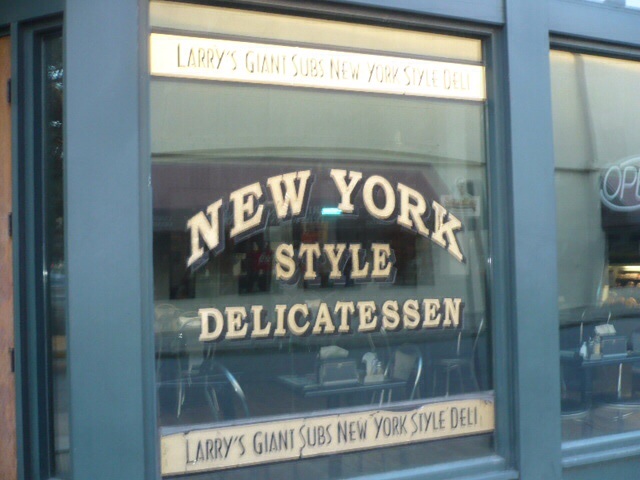 LARRY'S GIANT SUBS NEW YORK STYLE DELI
NEW YORK
STYLE
DELICATESSEN
LARRY'S GIANT SUBS NEW YORK STYLE DELI